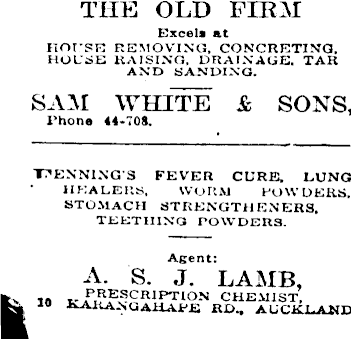 THE OLD FIRM
Excels at
HOUSE REMOVING, CONCRETING,
HOUSE RAISING, DRAINAGE, TAR
AND SANDING.
SAM WHITE & SONS,
Phone 44-708.
TENNING'S FEVER CURE, LUNG
HEALERS, WORM POWDERS,
STOMACH STRENGTHENERS,
TEETHING POWDERS.
Agent:
A. S. J. LAMB,
PRESCRIPTION CHEMIST,
10 KARANGAHAPE RD., AUCKLAND